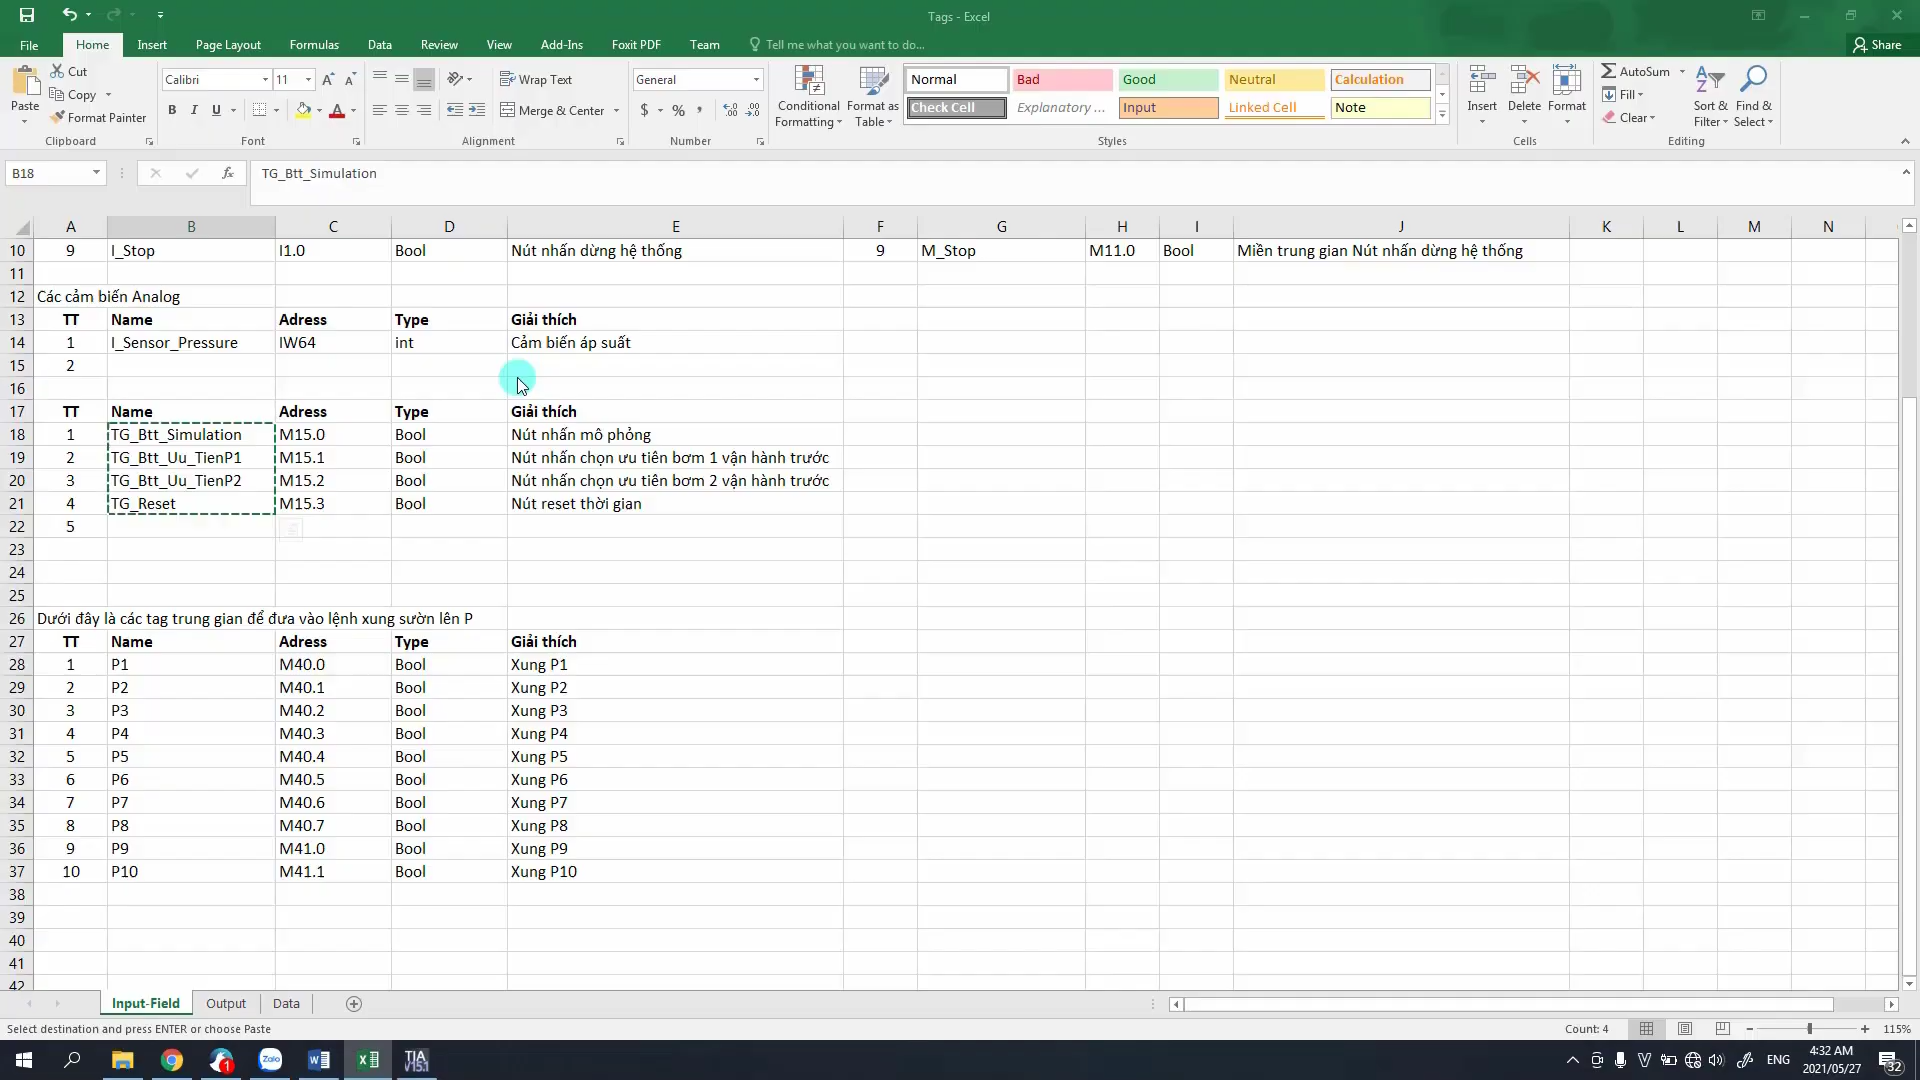 Tags - Excel
File Home Insert Page Layout Formulas Data Review View Add-Ins Foxit PDF Team Tell me what you want to do... Share
Paste Cut Copy Format Painter Clipboard
Calibri 11 Font
Wrap Text Merge & Center Alignment
General Number
Conditional Formatting Format as Table
Normal Bad Good Neutral Calculation
Check Cell Explanatory ... Input Linked Cell Note
Styles
Insert Delete Format Cells
AutoSum Fill Clear Sort & Filter Find & Select Editing
B18 fx TG_Btt_Simulation
A B C D E F G H I J K L M N
10 9 I_Stop I1.0 Bool Nút nhấn dừng hệ thống 9 M_Stop M11.0 Bool Miền trung gian Nút nhấn dừng hệ thống
11
12 Các cảm biến Analog
13 TT Name Adress Type Giải thích
14 1 I_Sensor_Pressure IW64 int Cảm biến áp suất
15 2
16
17 TT Name Adress Type Giải thích
18 1 TG_Btt_Simulation M15.0 Bool Nút nhấn mô phỏng
19 2 TG_Btt_Uu_TienP1 M15.1 Bool Nút nhấn chọn ưu tiên bơm 1 vận hành trước
20 3 TG_Btt_Uu_TienP2 M15.2 Bool Nút nhấn chọn ưu tiên bơm 2 vận hành trước
21 4 TG_Reset M15.3 Bool Nút reset thời gian
22 5
23
24
25
26 Dưới đây là các tag trung gian để đưa vào lệnh xung sườn lên P
27 TT Name Adress Type Giải thích
28 1 P1 M40.0 Bool Xung P1
29 2 P2 M40.1 Bool Xung P2
30 3 P3 M40.2 Bool Xung P3
31 4 P4 M40.3 Bool Xung P4
32 5 P5 M40.4 Bool Xung P5
33 6 P6 M40.5 Bool Xung P6
34 7 P7 M40.6 Bool Xung P7
35 8 P8 M40.7 Bool Xung P8
36 9 P9 M41.0 Bool Xung P9
37 10 P10 M41.1 Bool Xung P10
38
39
40
41
42
Input-Field Output Data
Select destination and press ENTER or choose Paste Count: 4 115%
Zalo TIA V15.1 ENG 4:32 AM
2021/05/27 32